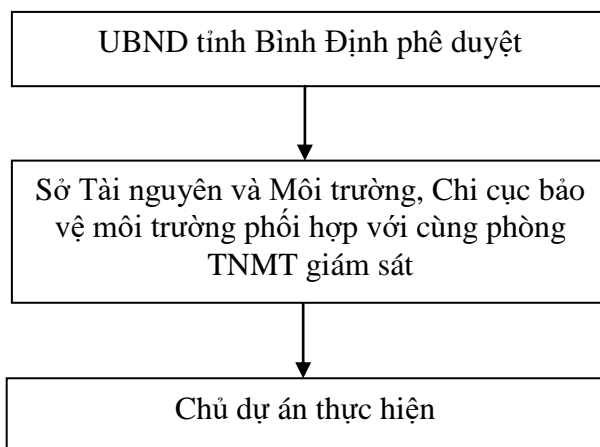 UBND tỉnh Bình Định phê duyệt
Sở Tài nguyên và Môi trường, Chi cục bảo
vệ môi trường phối hợp với cùng phòng
TNMT giám sát
Chủ dự án thực hiện